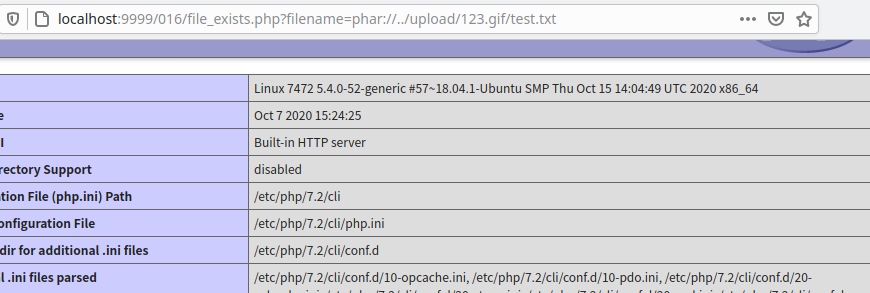 localhost:9999/016/file_exists.php?filename=phar://../upload/123.gif/test.txt
Linux 7472 5.4.0-52-generic #57~18.04.1-Ubuntu SMP Thu Oct 15 14:04:49 UTC 2020 x86_64
e Oct 7 2020 15:24:25
I Built-in HTTP server
rectory Support disabled
tion File (php.ini) Path /etc/php/7.2/cli
onfiguration File /etc/php/7.2/cli/php.ini
dir for additional .ini files /etc/php/7.2/cli/conf.d
l .ini files parsed /etc/php/7.2/cli/conf.d/10-opcache.ini, /etc/php/7.2/cli/conf.d/10-pdo.ini, /etc/php/7.2/cli/conf.d/20-